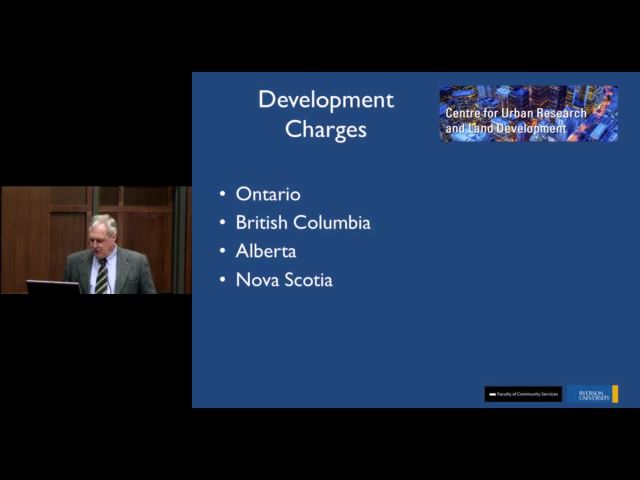 Development
Charges
Centre for Urban Research
and Land Development
• Ontario
• British Columbia
• Alberta
• Nova Scotia
Faculty of Community Services
RYERSON
UNIVERSITY